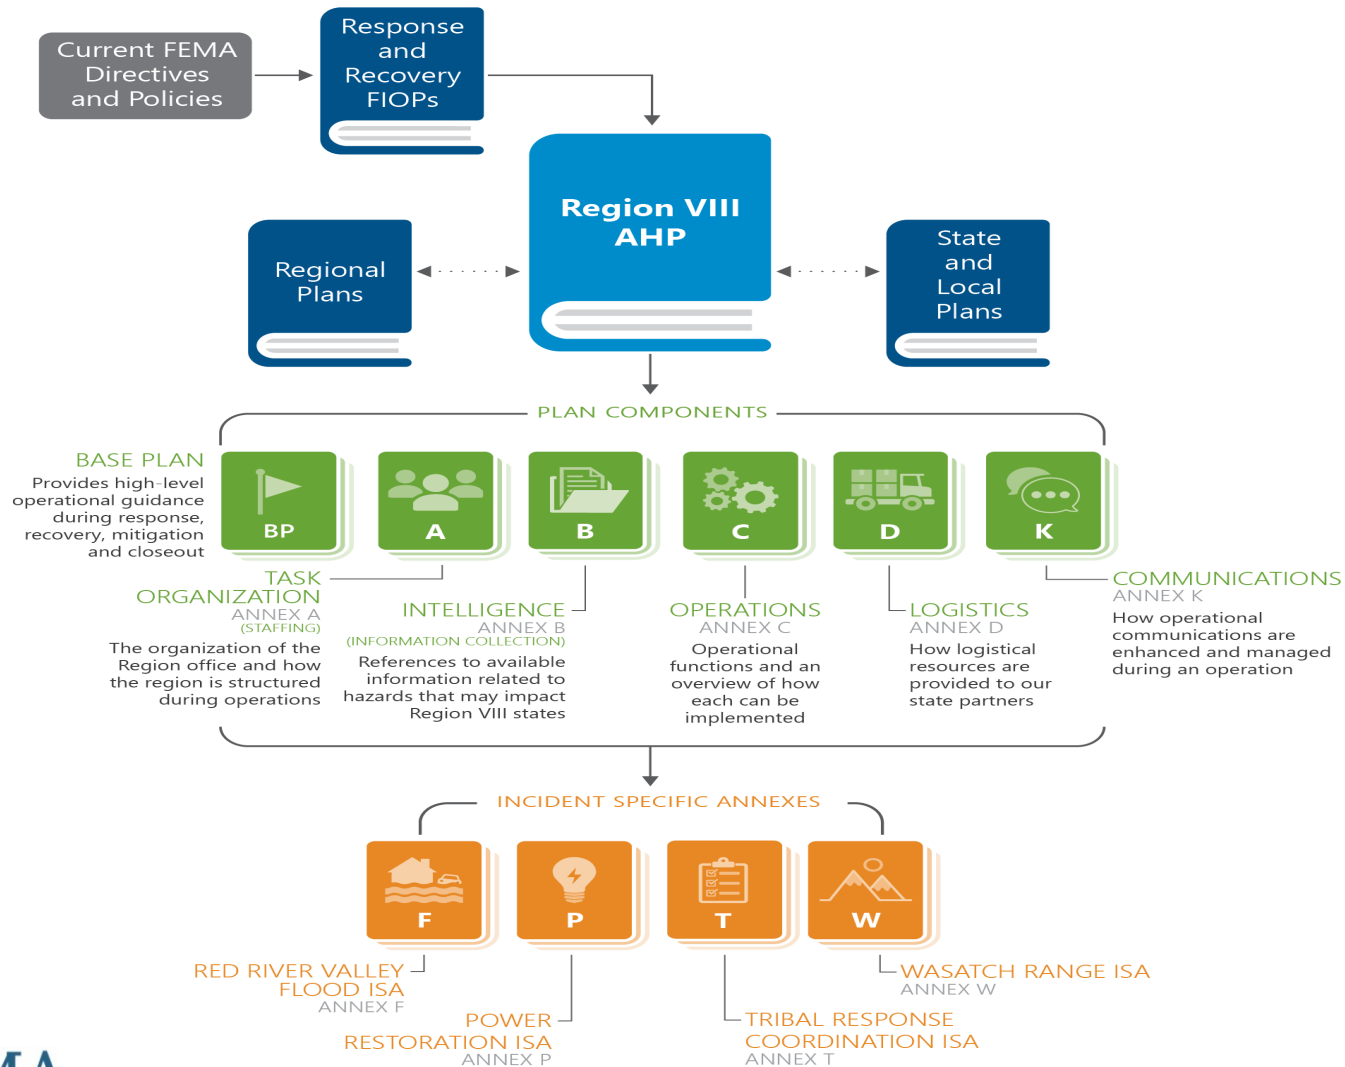 Current FEMA
Directives
and Policies
Response
and
Recovery
FIOPs
Region VIII
AHP
Regional
Plans
State
and
Local
Plans
PLAN COMPONENTS
BASE PLAN
Provides high-level
operational guidance
during response,
recovery, mitigation
and closeout
BP
A
B
C
D
K
TASK
ORGANIZATION
ANNEX A
(STAFFING)
The organization of the
Region office and how
the region is structured
during operations
INTELLIGENCE
ANNEX B
(INFORMATION COLLECTION)
References to available
information related to
hazards that may impact
Region VIII states
OPERATIONS
ANNEX C
Operational
functions and an
overview of how
each can be
implemented
LOGISTICS
ANNEX D
How logistical
resources are
provided to our
state partners
COMMUNICATIONS
ANNEX K
How operational
communications are
enhanced and managed
during an operation
INCIDENT SPECIFIC ANNEXES
F
P
T
W
RED RIVER VALLEY
FLOOD ISA
ANNEX F
POWER
RESTORATION ISA
ANNEX P
TRIBAL RESPONSE
COORDINATION ISA
ANNEX T
WASATCH RANGE ISA
ANNEX W